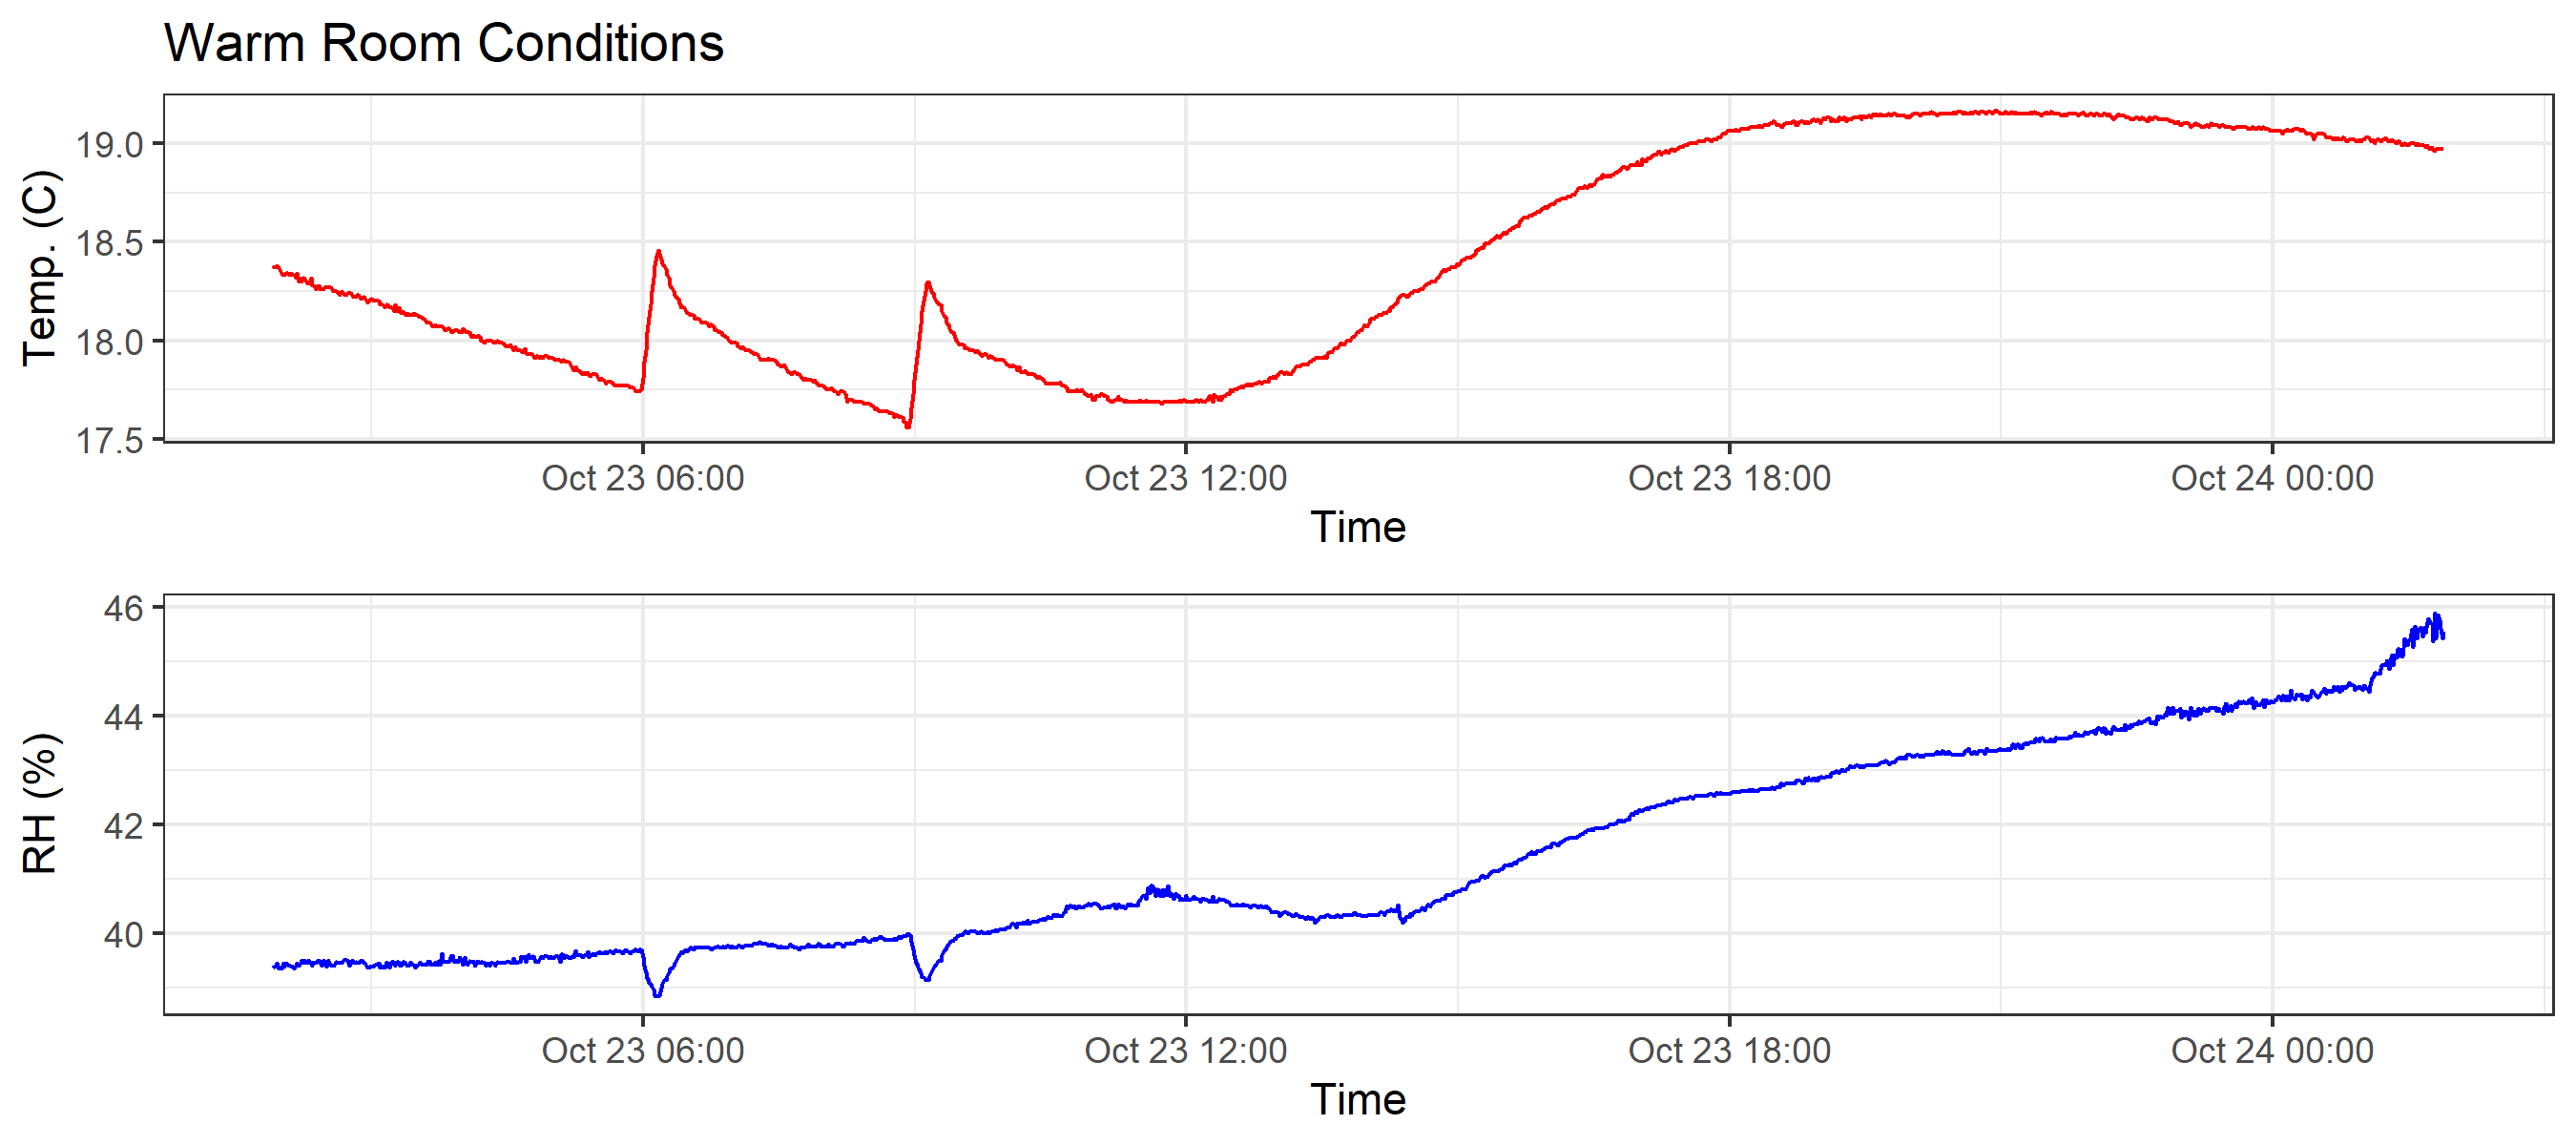 Warm Room Conditions
Temp. (C)
19.0
18.5
18.0
17.5
Oct 23 06:00 Oct 23 12:00 Oct 23 18:00 Oct 24 00:00
Time
RH (%)
46
44
42
40
Oct 23 06:00 Oct 23 12:00 Oct 23 18:00 Oct 24 00:00
Time